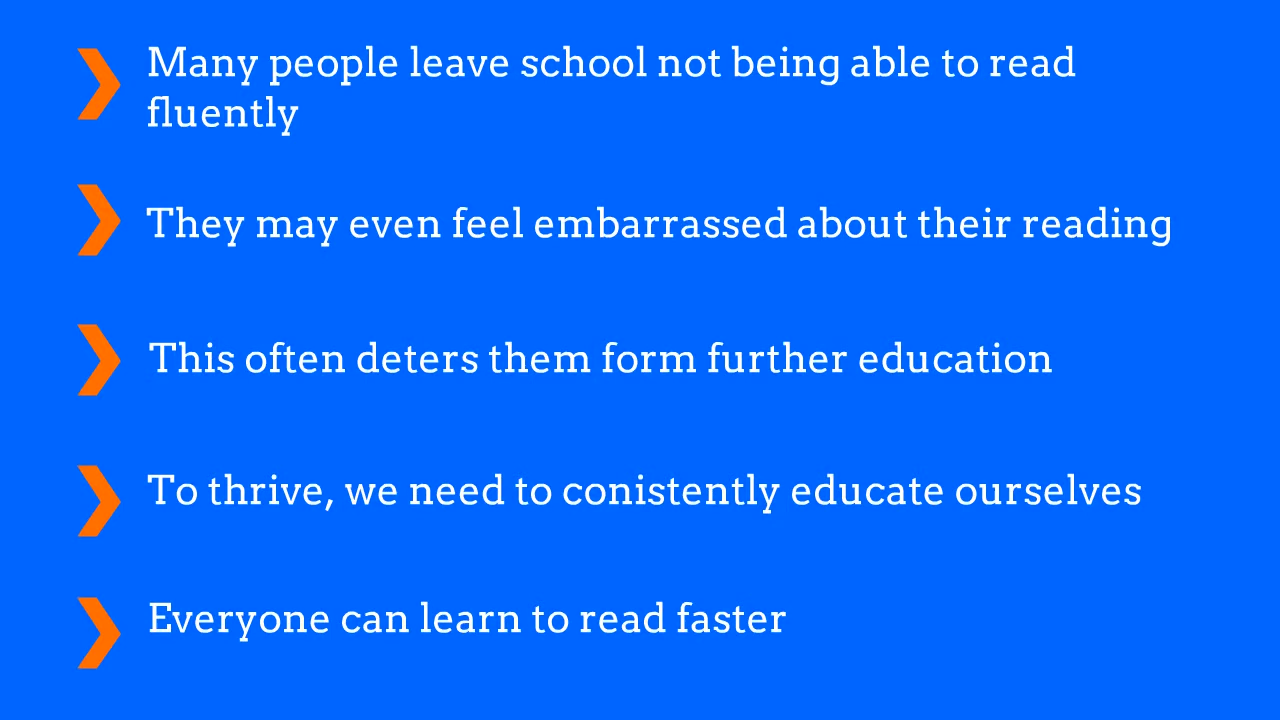 Many people leave school not being able to read
fluently
They may even feel embarrassed about their reading
This often deters them form further education
To thrive, we need to conistently educate ourselves
Everyone can learn to read faster